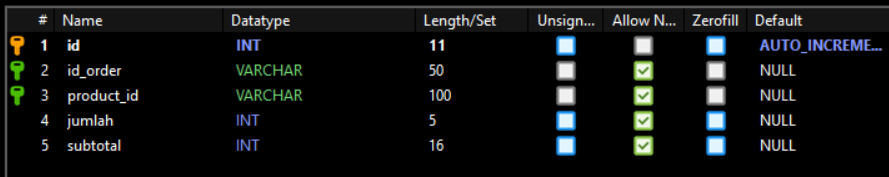 # Name Datatype Length/Set Unsign... Allow N... Zerofill Default
1 id INT 11 AUTO_INCREME...
2 id_order VARCHAR 50 NULL
3 product_id VARCHAR 100 NULL
4 jumlah INT 5 NULL
5 subtotal INT 16 NULL